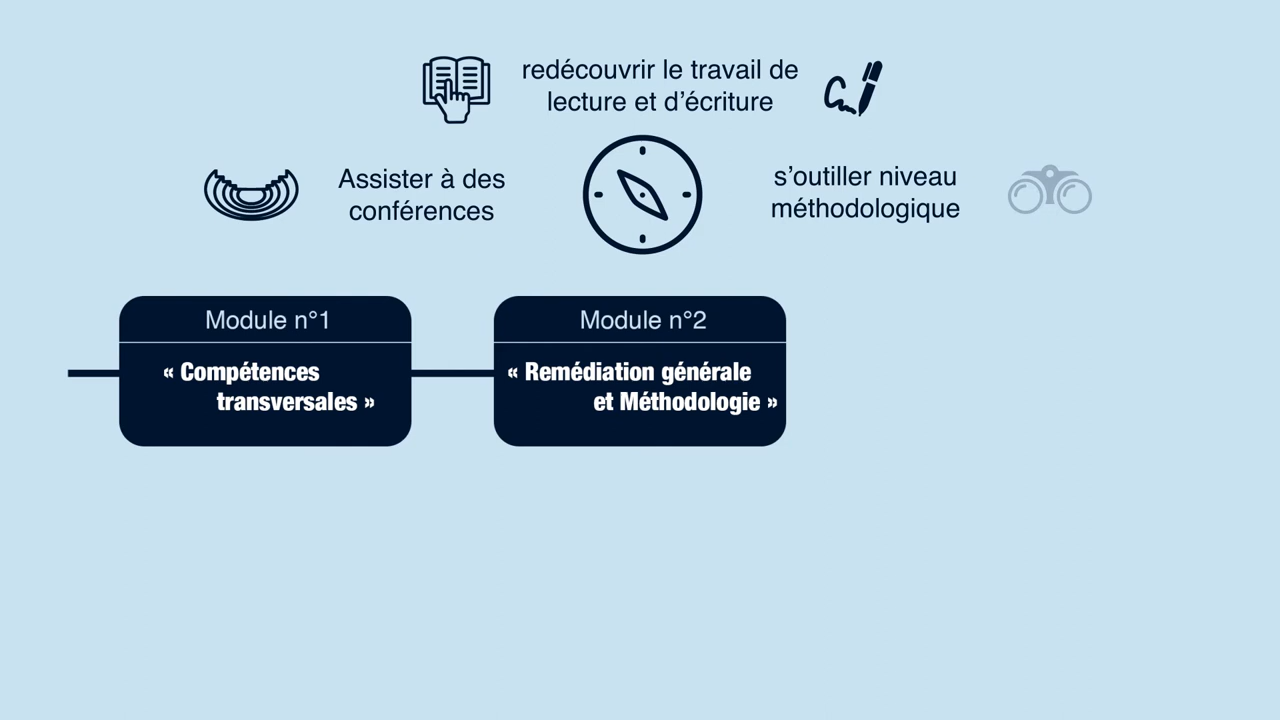 redécouvrir le travail de
lecture et d’écriture
Assister à des
conférences
s’outiller niveau
méthodologique
Module n°1
« Compétences
transversales »
Module n°2
« Remédiation générale
et Méthodologie »